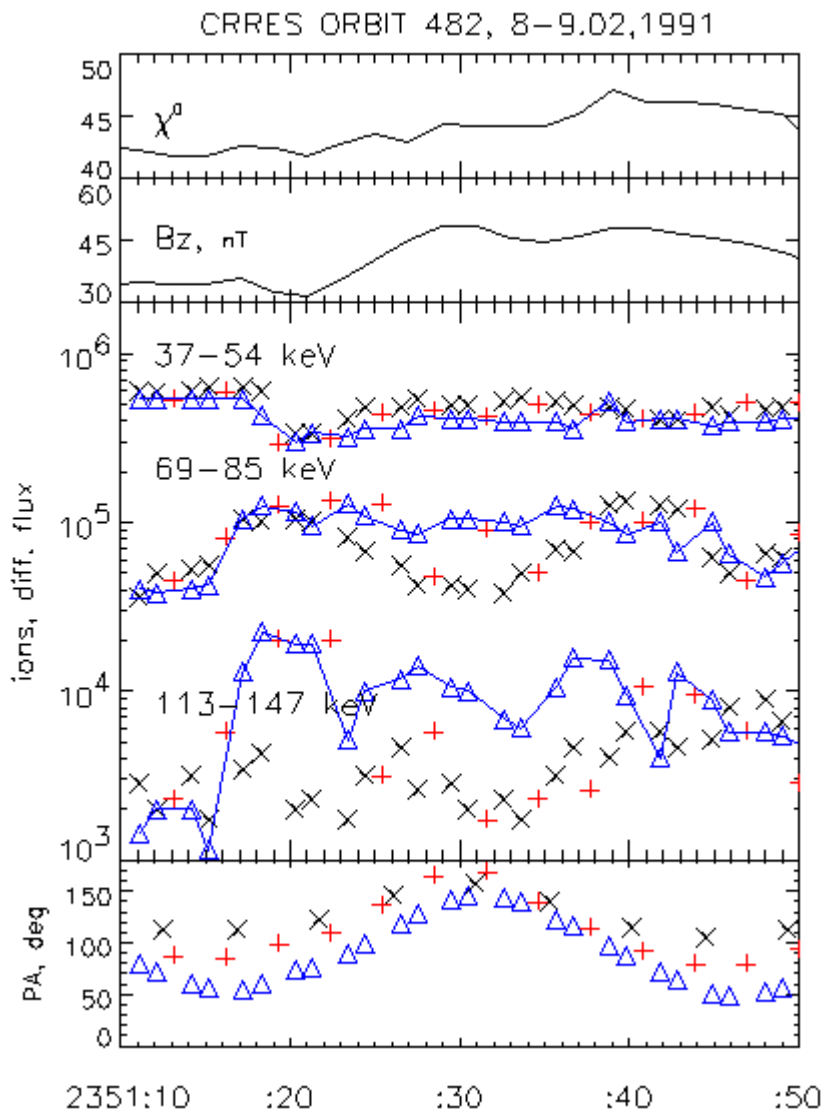 CRRES ORBIT 482, 8-9.02,1991
50
45
40
χᵅ
60
45
30
Bz, nT
10⁶
37-54 keV
69-85 keV
10⁵
ions, diff. flux
10⁴
113-147 keV
10³
150
100
50
0
PA, deg
2351:10 :20 :30 :40 :50